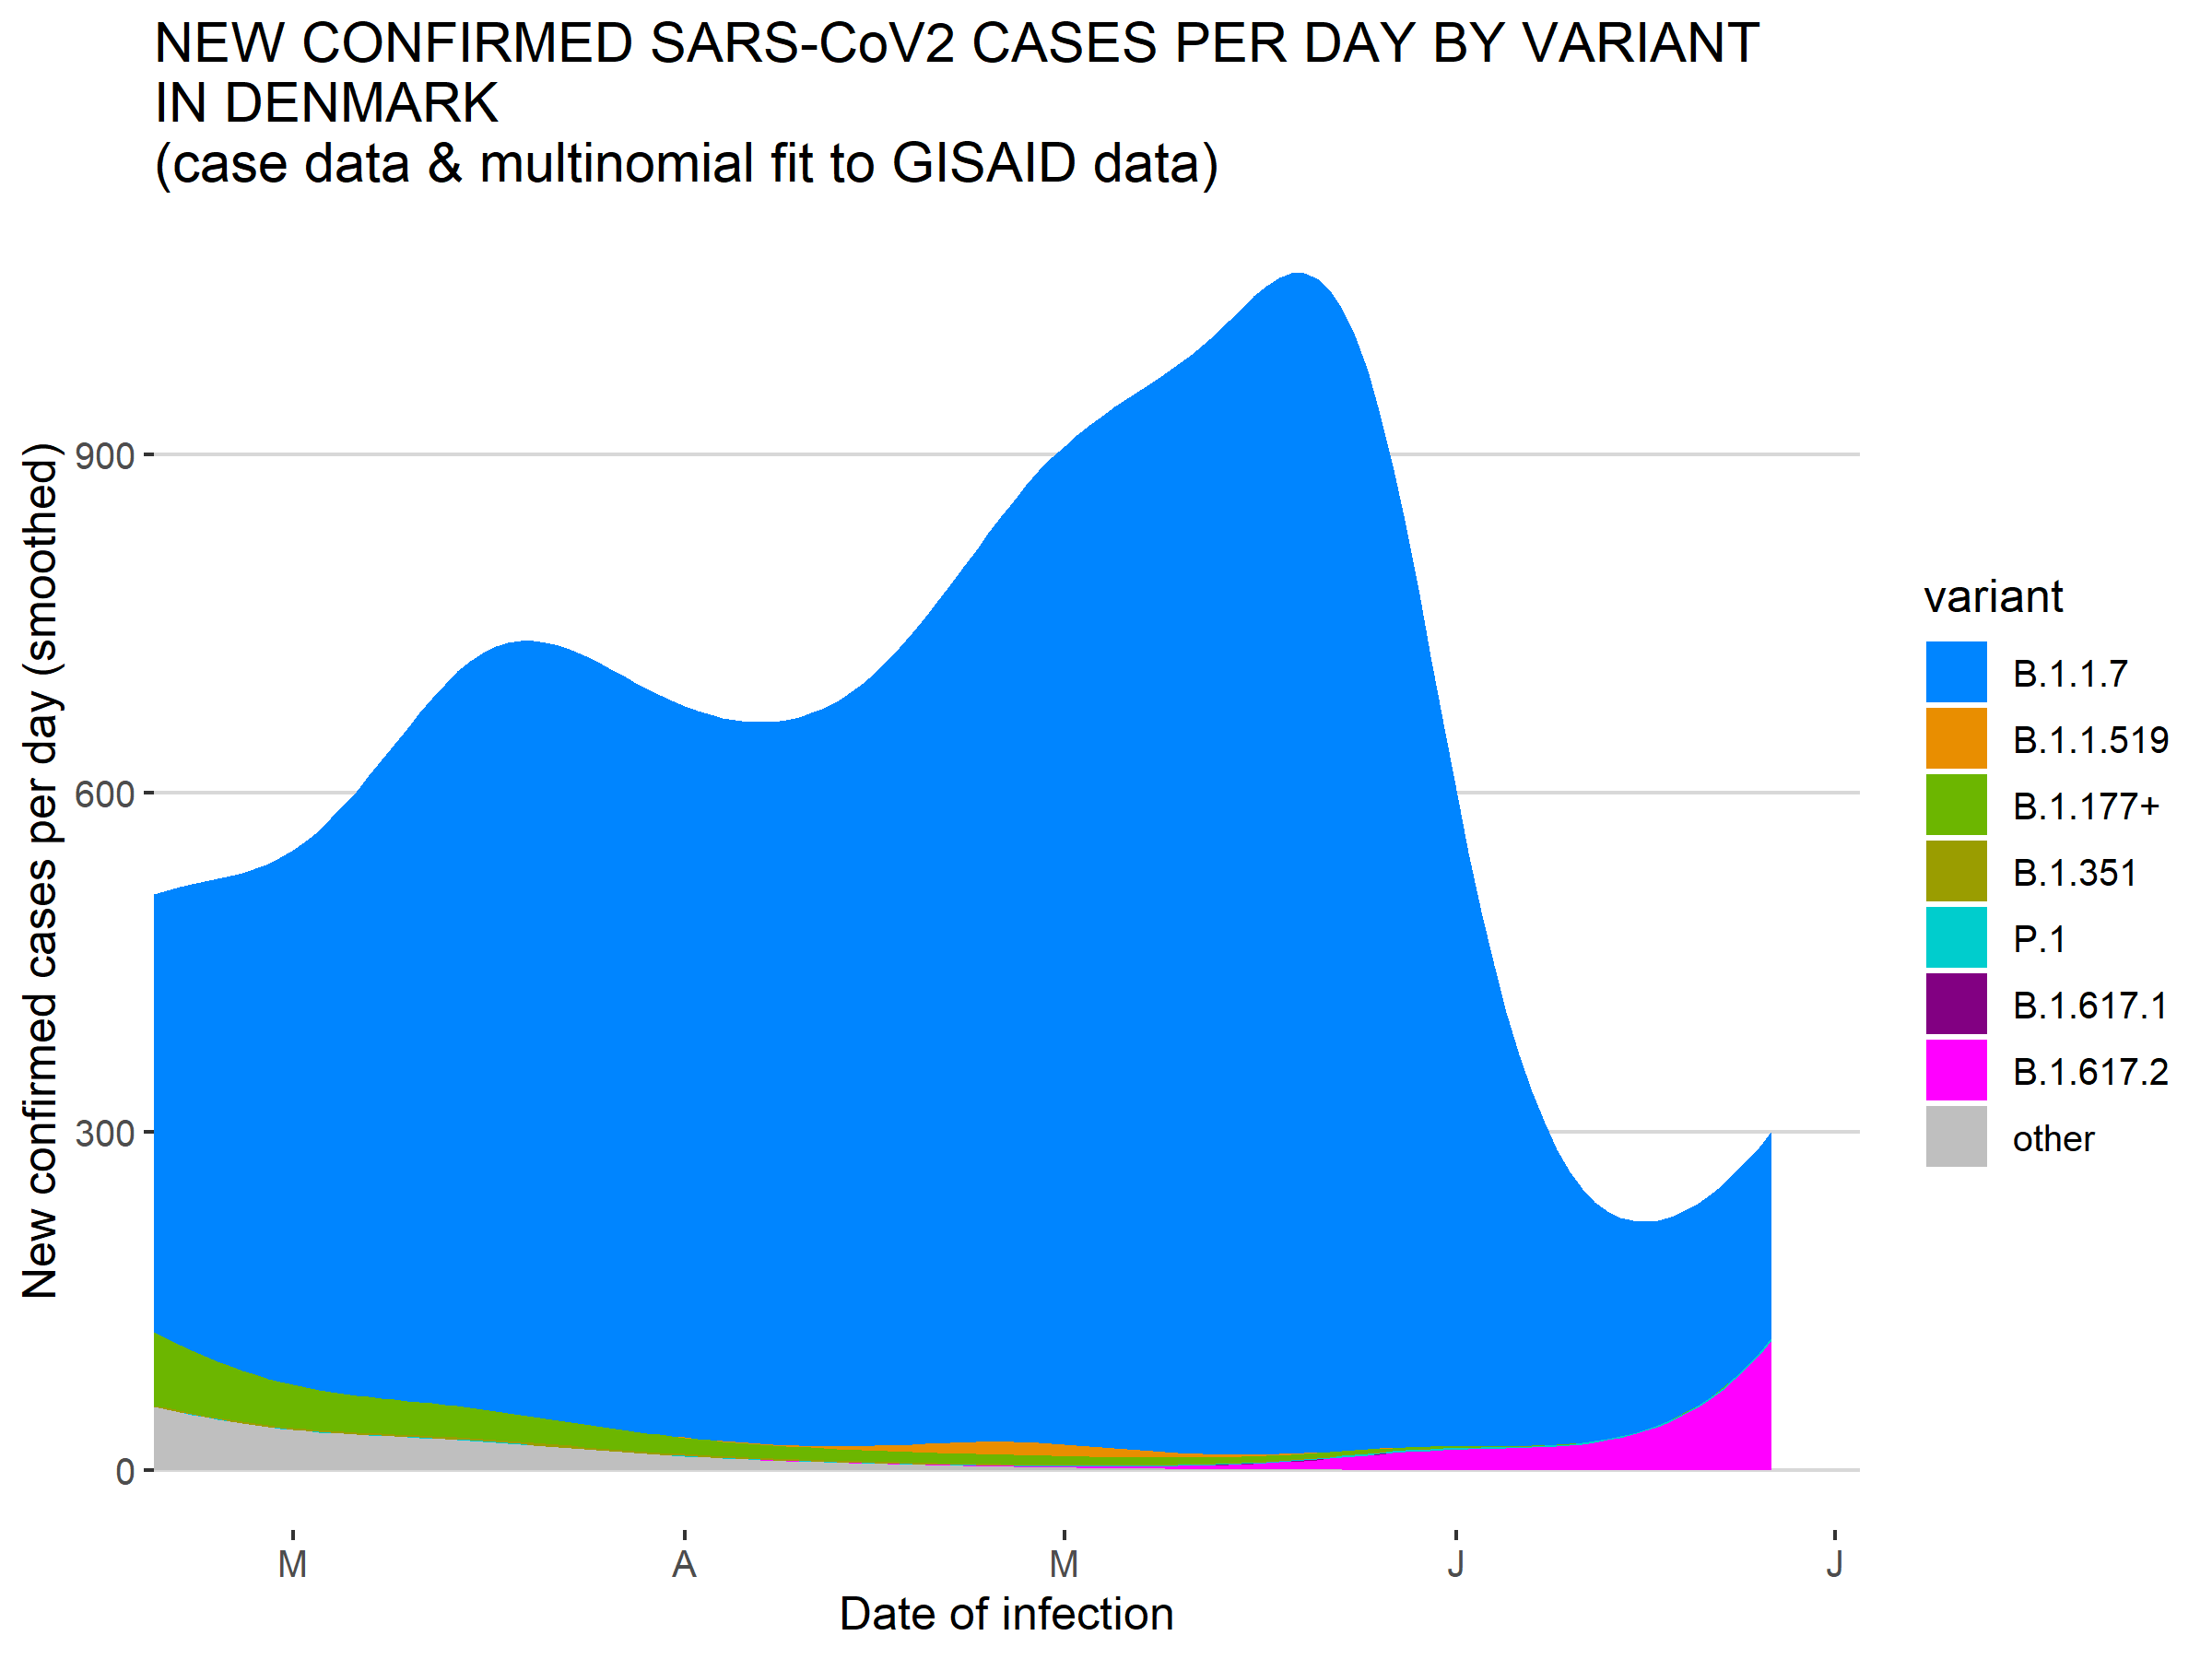 NEW CONFIRMED SARS-CoV2 CASES PER DAY BY VARIANT
IN DENMARK
(case data & multinomial fit to GISAID data)
New confirmed cases per day (smoothed)
900
600
300
0
M
A
M
J
J
Date of infection
variant
B.1.1.7
B.1.1.519
B.1.177+
B.1.351
P.1
B.1.617.1
B.1.617.2
other